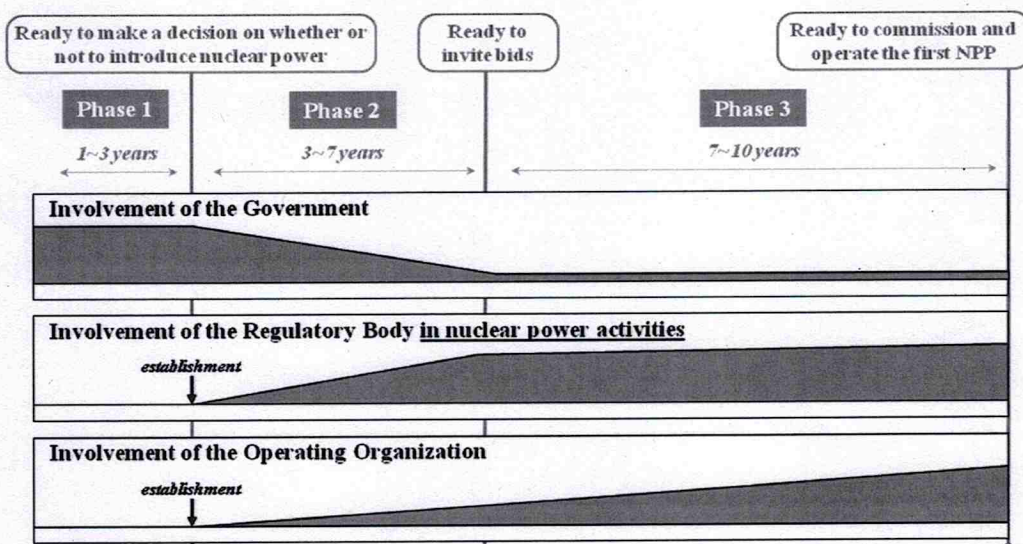 Ready to make a decision on whether or
not to introduce nuclear power
Ready to
invite bids
Ready to commission and
operate the first NPP
Phase 1
Phase 2
Phase 3
1~3 years
3~7 years
7~10 years
Involvement of the Government
Involvement of the Regulatory Body in nuclear power activities
establishment
Involvement of the Operating Organization
establishment